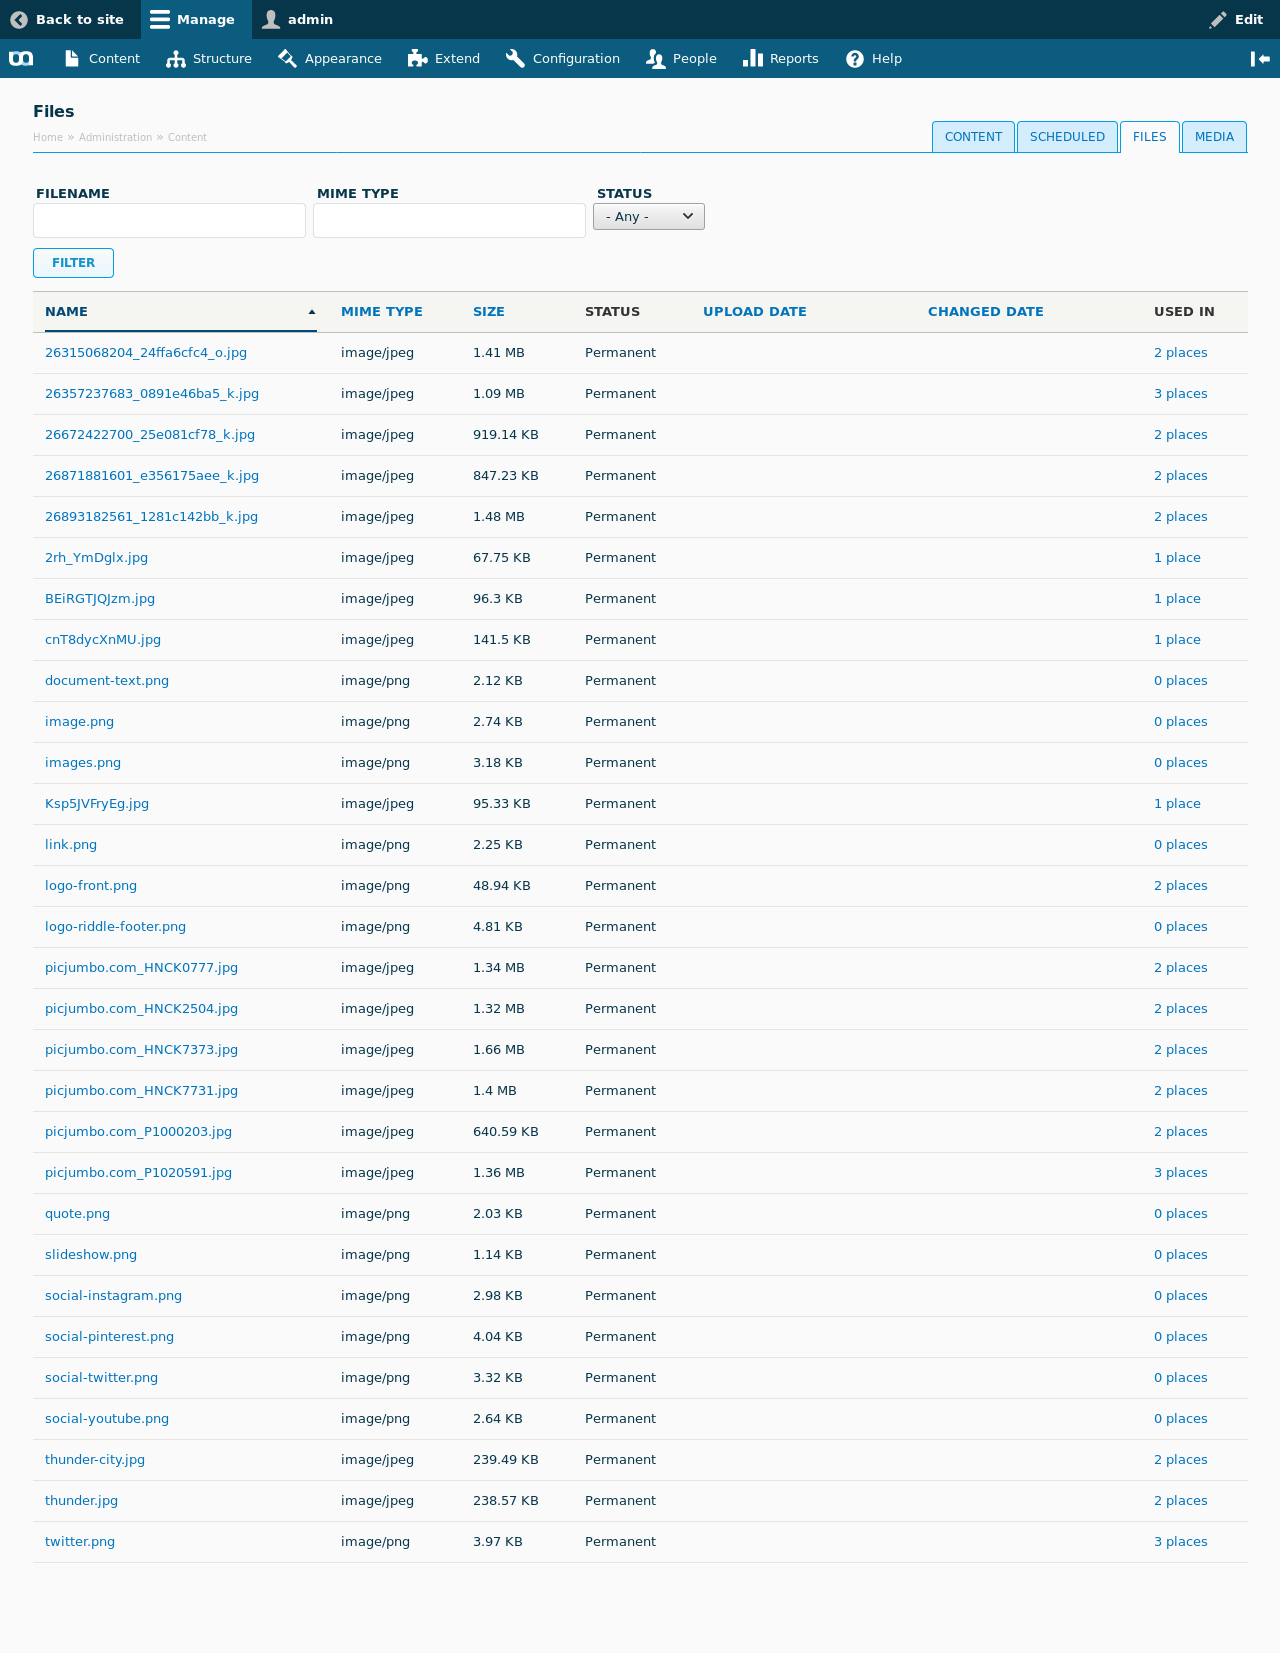 Back to site Manage admin Edit
Content Structure Appearance Extend Configuration People Reports Help
Files
Home » Administration » Content
CONTENT SCHEDULED FILES MEDIA
FILENAME MIME TYPE STATUS
- Any -
FILTER
NAME MIME TYPE SIZE STATUS UPLOAD DATE CHANGED DATE USED IN
26315068204_24ffa6cfc4_o.jpg image/jpeg 1.41 MB Permanent 2 places
26357237683_0891e46ba5_k.jpg image/jpeg 1.09 MB Permanent 3 places
26672422700_25e081cf78_k.jpg image/jpeg 919.14 KB Permanent 2 places
26871881601_e356175aee_k.jpg image/jpeg 847.23 KB Permanent 2 places
26893182561_1281c142bb_k.jpg image/jpeg 1.48 MB Permanent 2 places
2rh_YmDglx.jpg image/jpeg 67.75 KB Permanent 1 place
BEiRGTJQJzm.jpg image/jpeg 96.3 KB Permanent 1 place
cnT8dycXnMU.jpg image/jpeg 141.5 KB Permanent 1 place
document-text.png image/png 2.12 KB Permanent 0 places
image.png image/png 2.74 KB Permanent 0 places
images.png image/png 3.18 KB Permanent 0 places
Ksp5JVFryEg.jpg image/jpeg 95.33 KB Permanent 1 place
link.png image/png 2.25 KB Permanent 0 places
logo-front.png image/png 48.94 KB Permanent 2 places
logo-riddle-footer.png image/png 4.81 KB Permanent 0 places
picjumbo.com_HNCK0777.jpg image/jpeg 1.34 MB Permanent 2 places
picjumbo.com_HNCK2504.jpg image/jpeg 1.32 MB Permanent 2 places
picjumbo.com_HNCK7373.jpg image/jpeg 1.66 MB Permanent 2 places
picjumbo.com_HNCK7731.jpg image/jpeg 1.4 MB Permanent 2 places
picjumbo.com_P1000203.jpg image/jpeg 640.59 KB Permanent 2 places
picjumbo.com_P1020591.jpg image/jpeg 1.36 MB Permanent 3 places
quote.png image/png 2.03 KB Permanent 0 places
slideshow.png image/png 1.14 KB Permanent 0 places
social-instagram.png image/png 2.98 KB Permanent 0 places
social-pinterest.png image/png 4.04 KB Permanent 0 places
social-twitter.png image/png 3.32 KB Permanent 0 places
social-youtube.png image/png 2.64 KB Permanent 0 places
thunder-city.jpg image/jpeg 239.49 KB Permanent 2 places
thunder.jpg image/jpeg 238.57 KB Permanent 2 places
twitter.png image/png 3.97 KB Permanent 3 places